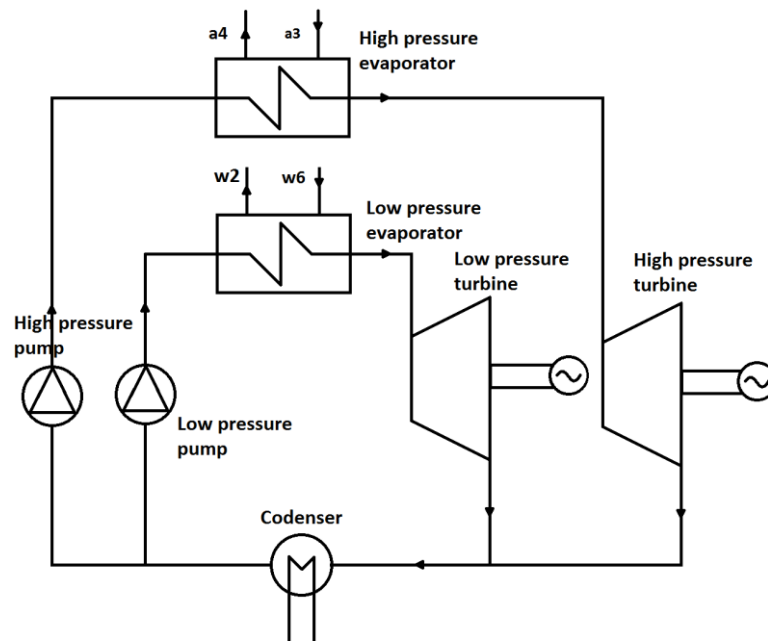 a4
a3
High pressure
evaporator
w2
w6
Low pressure
evaporator
Low pressure
turbine
High pressure
turbine
High pressure
pump
Low pressure
pump
Codenser